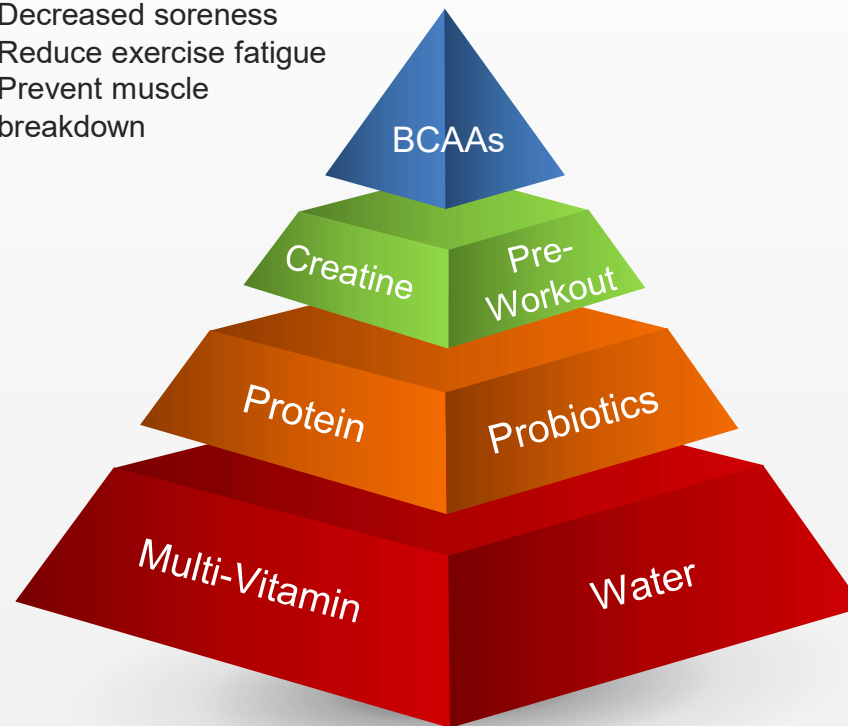 Decreased soreness
Reduce exercise fatigue
Prevent muscle
breakdown
BCAAs
Creatine
Pre-
Workout
Protein
Probiotics
Multi-Vitamin
Water